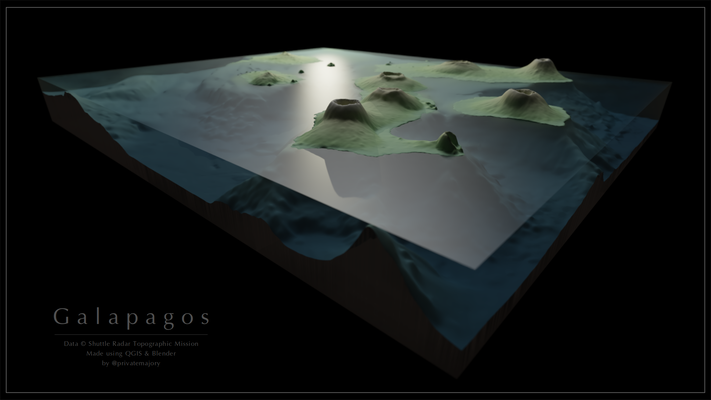 Galapagos
Data © Shuttle Radar Topographic Mission
Made using QGIS & Blender
by @privatemajory